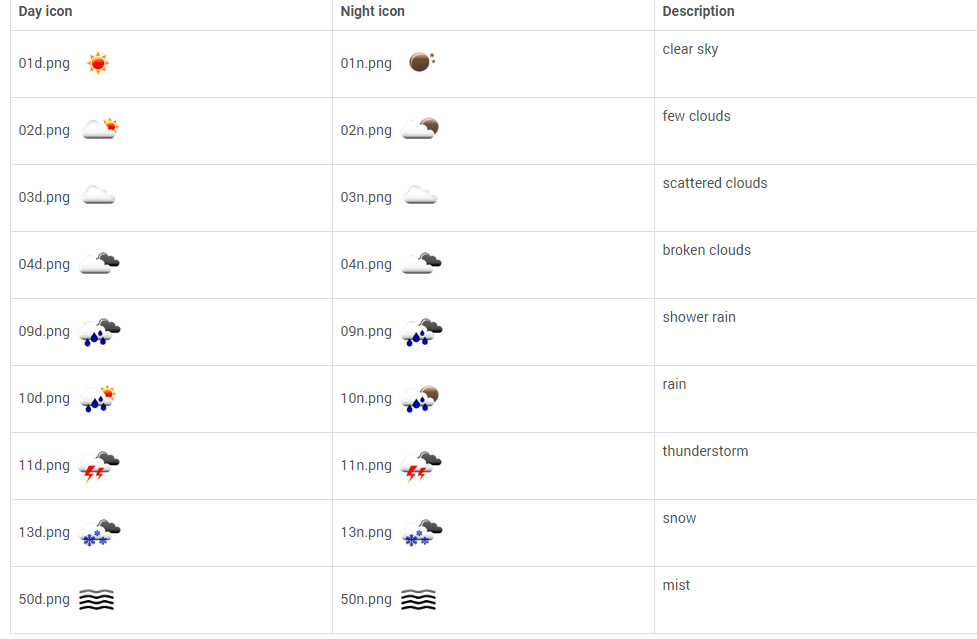 Day icon Night icon Description
01d.png 01n.png clear sky
02d.png 02n.png few clouds
03d.png 03n.png scattered clouds
04d.png 04n.png broken clouds
09d.png 09n.png shower rain
10d.png 10n.png rain
11d.png 11n.png thunderstorm
13d.png 13n.png snow
50d.png 50n.png mist